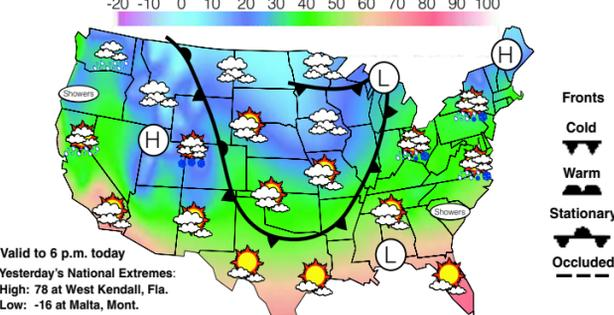 -20 -10 0 10 20 30 40 50 60 70 80 90 100
H
L
Showers
Fronts
Cold
H
Warm
Stationary
Showers
L
Occluded
Valid to 6 p.m. today
Yesterday's National Extremes:
High: 78 at West Kendall, Fla.
Low: -16 at Malta, Mont.